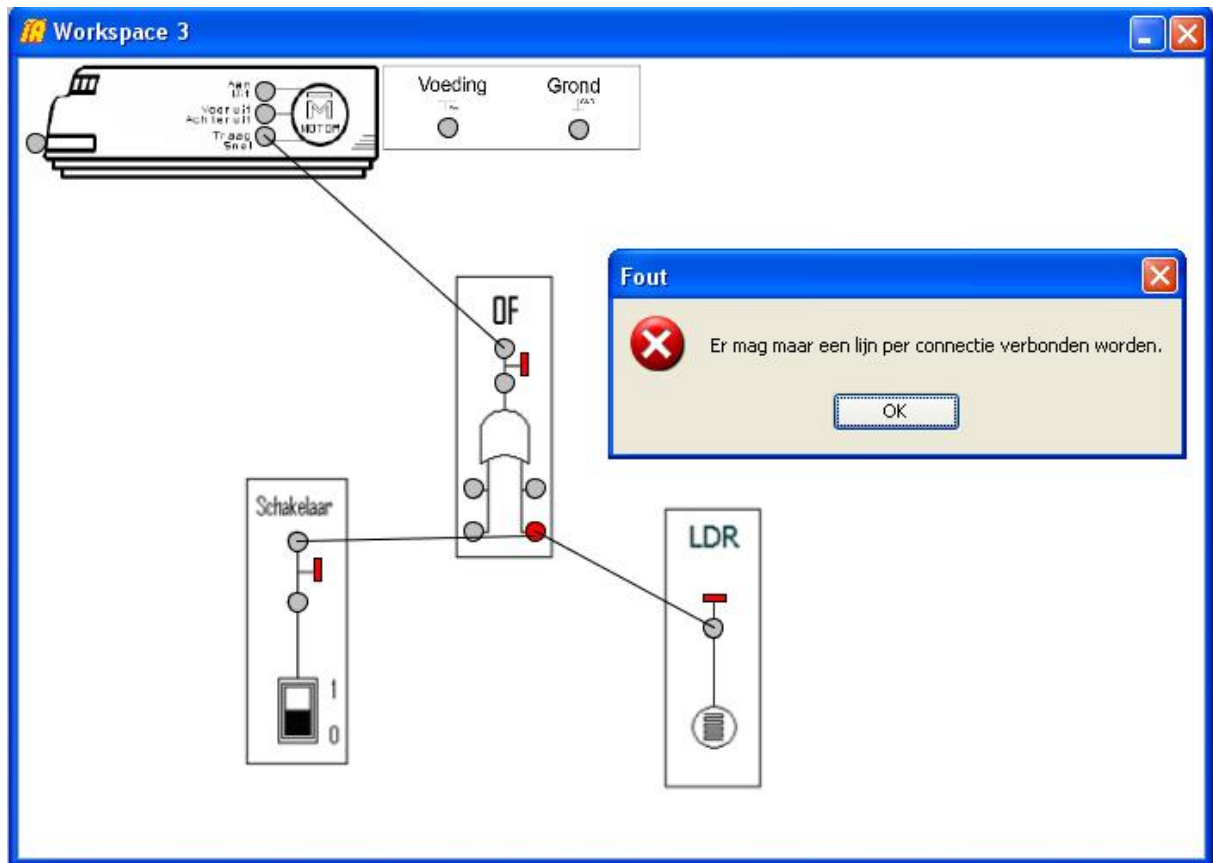 Workspace 3
Aan
Uit
Vooruit
Achteruit
Traag
Snel
M
MOTOR
Voeding
Grond
Fout
Er mag maar een lijn per connectie verbonden worden.
OK
OF
Schakelaar
1
0
LDR